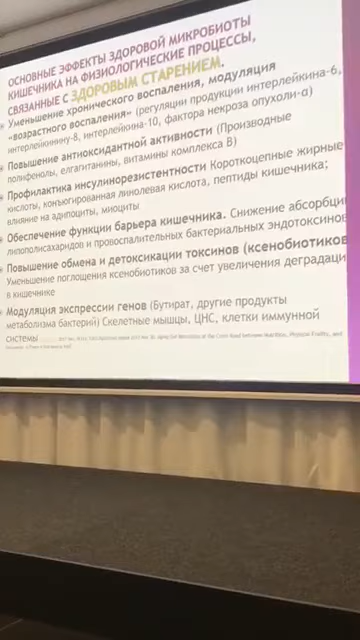 ОСНОВНЫЕ ЭФФЕКТЫ ЗДОРОВОЙ МИКРОБИОТЫ
КИШЕЧНИКА НА ФИЗИОЛОГИЧЕСКИЕ ПРОЦЕССЫ,
СВЯЗАННЫЕ С ЗДОРОВЫМ СТАРЕНИЕМ.
Уменьшение хронического воспаления, модуляция
«возрастного воспаления» (регуляции продукции интерлейкина-6,
интерлейкинину-8, интерлейкина-10, фактора некроза опухоли-α)
Повышение антиоксидантной активности (Производные
полифенолы, елгатанины, витамины комплекса В)
Профилактика инсулинорезистентности Короткоцепные жирные
кислоты, конъюгированная линолевая кислота, пептиды кишечника;
влияние на адипоциты, миоциты
Обеспечение функции барьера кишечника. Снижение абсорбци
липополисахаридов и провоспалительных бактериальных эндотоксинов
Повышение обмена и детоксикации токсинов (ксенобиотиков
Уменьшение поглощения ксенобиотиков за счет увеличения деградаци
в кишечнике
Модуляция экспрессии генов (Бутират, другие продукты
метаболизма бактерий) Скелетные мышцы, ЦНС, клетки иммунной
системы